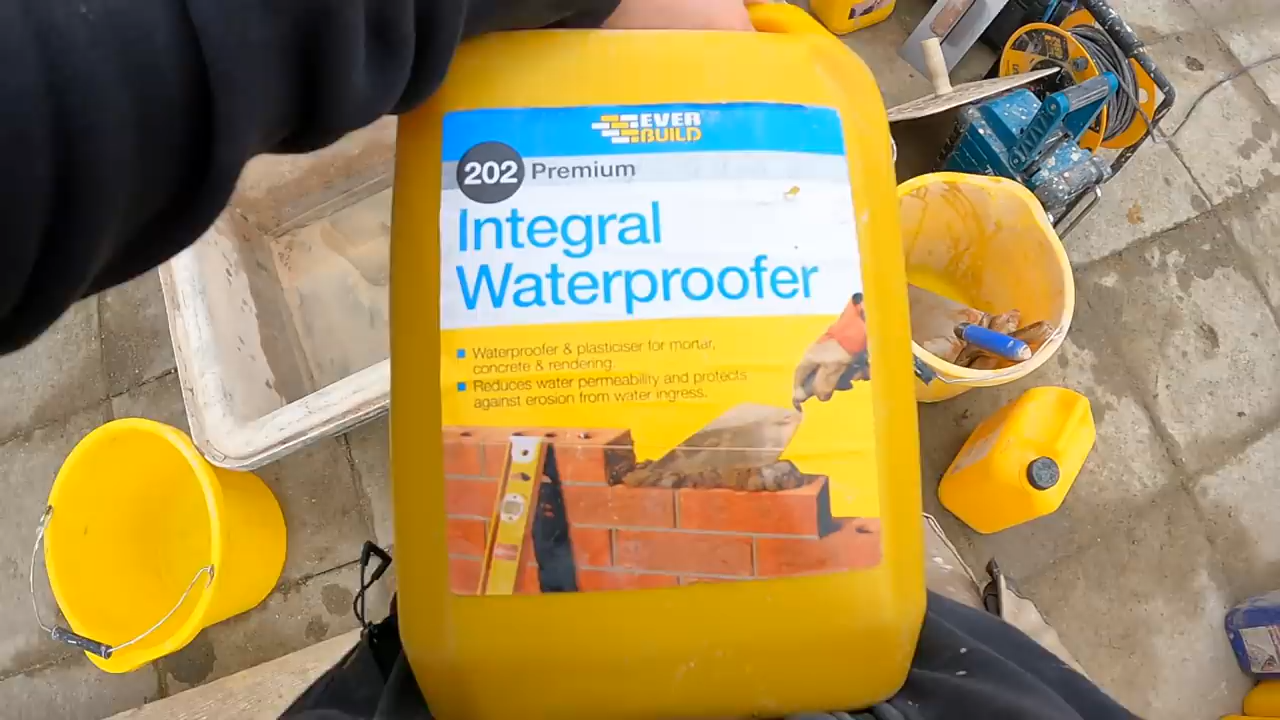 EVER
BUILD
202 Premium
Integral
Waterproofer
Waterproofer & plasticiser for mortar,
concrete & rendering.
Reduces water permeability and protects
against erosion from water ingress.